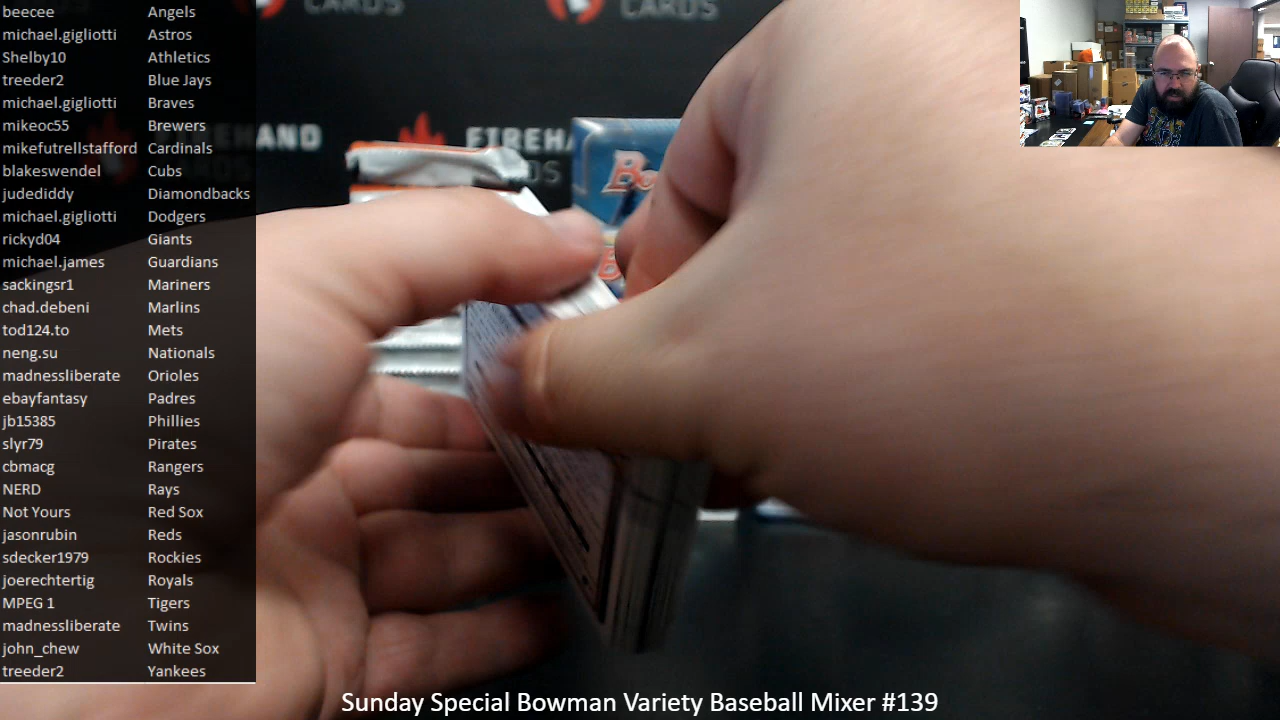 beecee Angels
michael.gigliotti Astros
Shelby10 Athletics
treeder2 Blue Jays
michael.gigliotti Braves
mikeoc55 Brewers
mikefutrellstafford Cardinals
blakeswendel Cubs
judediddy Diamondbacks
michael.gigliotti Dodgers
rickyd04 Giants
michael.james Guardians
sackingsr1 Mariners
chad.debeni Marlins
tod124.to Mets
neng.su Nationals
madnessliberate Orioles
ebayfantasy Padres
jb15385 Phillies
slyr79 Pirates
cbmacg Rangers
NERD Rays
Not Yours Red Sox
jasonrubin Reds
sdecker1979 Rockies
joerechtertig Royals
MPEG 1 Tigers
madnessliberate Twins
john_chew White Sox
treeder2 Yankees
CARDS
CARDS
Sunday Special Bowman Variety Baseball Mixer #139